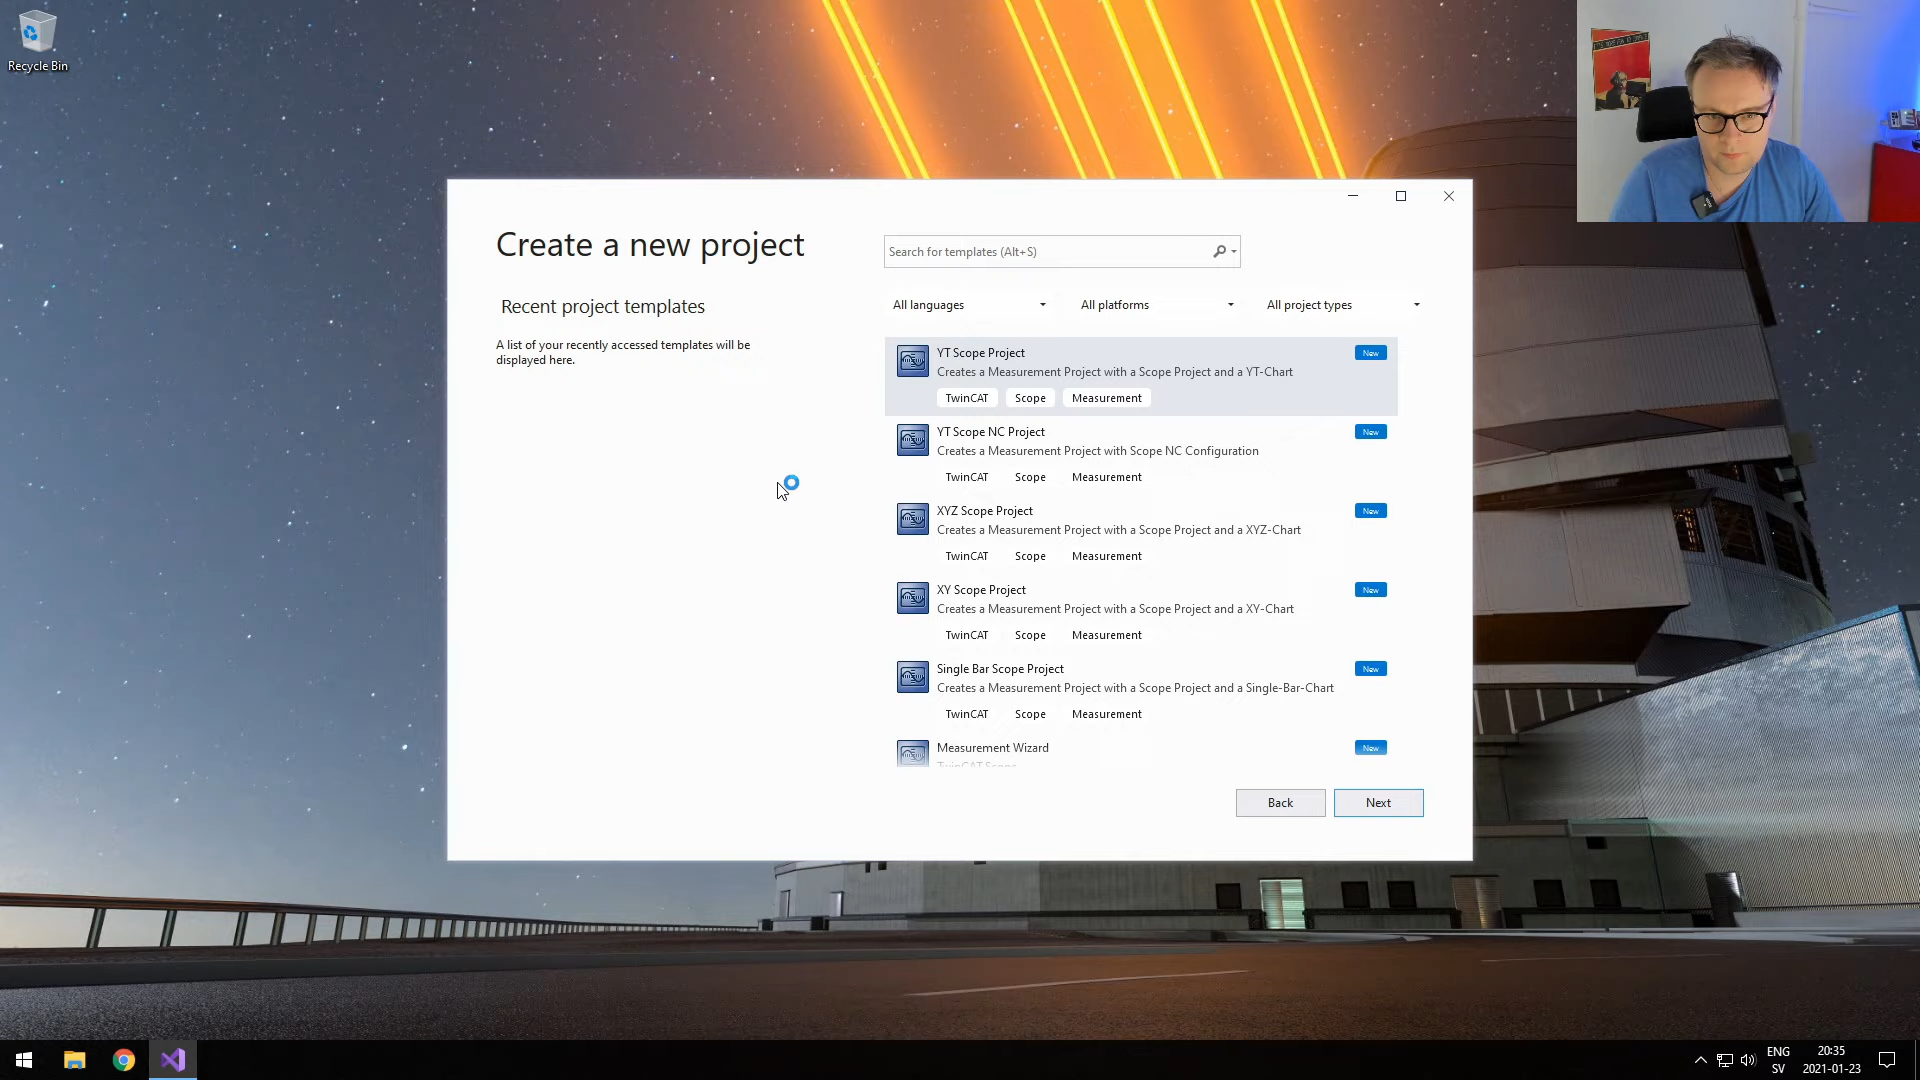 Recycle Bin
Create a new project
Search for templates (Alt+S)
Recent project templates
A list of your recently accessed templates will be
displayed here.
All languages
All platforms
All project types
YT Scope Project
New
Creates a Measurement Project with a Scope Project and a YT-Chart
TwinCAT Scope Measurement
YT Scope NC Project
New
Creates a Measurement Project with Scope NC Configuration
TwinCAT Scope Measurement
XYZ Scope Project
New
Creates a Measurement Project with a Scope Project and a XYZ-Chart
TwinCAT Scope Measurement
XY Scope Project
New
Creates a Measurement Project with a Scope Project and a XY-Chart
TwinCAT Scope Measurement
Single Bar Scope Project
New
Creates a Measurement Project with a Scope Project and a Single-Bar-Chart
TwinCAT Scope Measurement
Measurement Wizard
New
TwinCAT Scope
Back
Next
ENG
SV
20:35
2021-01-23